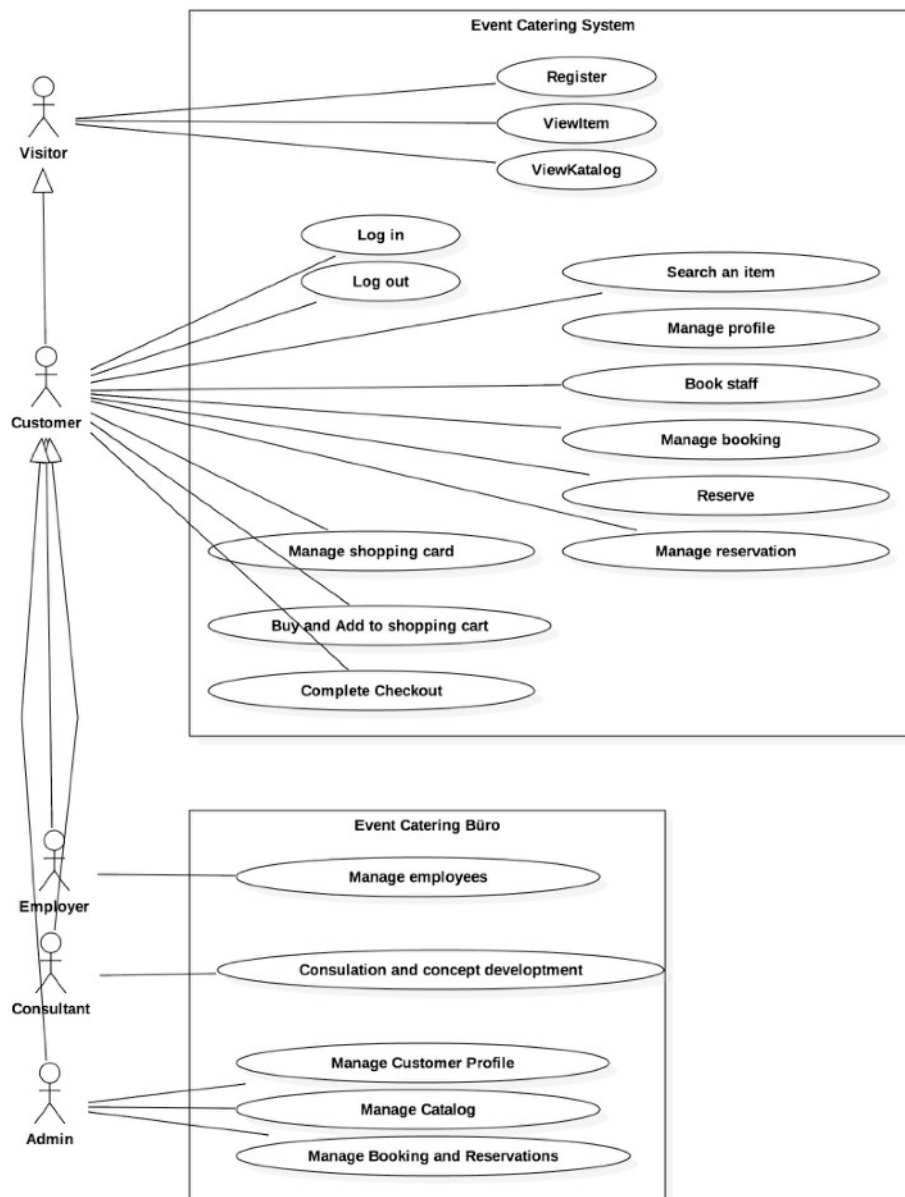 Event Catering System
Register
Visitor
ViewItem
ViewKatalog
Log in
Log out
Search an item
Manage profile
Customer
Book staff
Manage booking
Reserve
Manage shopping card
Manage reservation
Buy and Add to shopping cart
Complete Checkout
Event Catering Büro
Employer
Manage employees
Consultant
Consulation and concept developtment
Manage Customer Profile
Admin
Manage Catalog
Manage Booking and Reservations